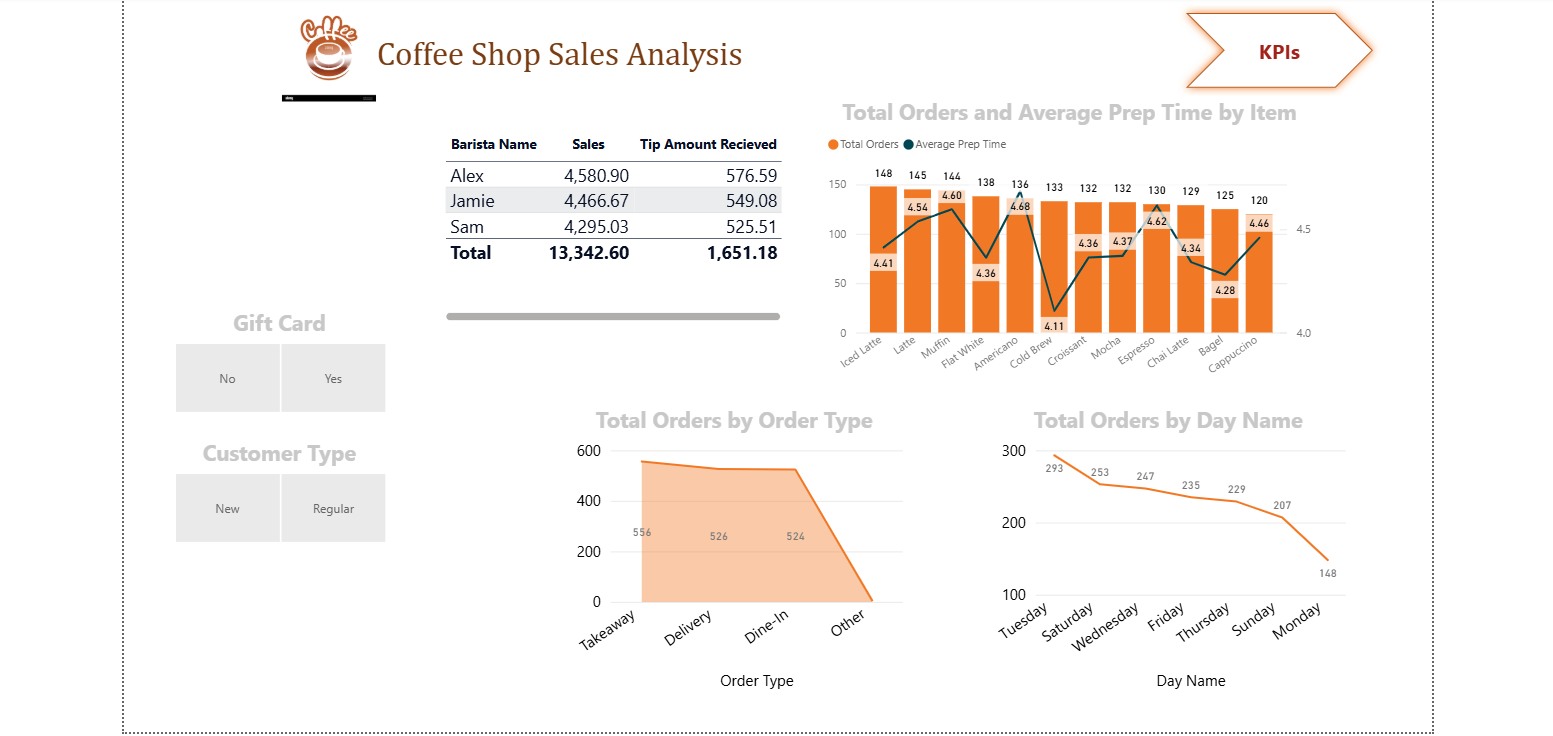 Coffee
Coffee Shop Sales Analysis
KPIs
Barista Name Sales Tip Amount Recieved
Alex 4,580.90 576.59
Jamie 4,466.67 549.08
Sam 4,295.03 525.51
Total 13,342.60 1,651.18
Total Orders and Average Prep Time by Item
Total Orders Average Prep Time
148 145 144 138 136 133 132 132 130 129 125 120
150
100
50
0
4.41 4.54 4.60 4.36 4.68 4.11 4.36 4.37 4.62 4.34 4.28 4.46
4.5
4.0
Iced Latte Latte Muffin Flat White Americano Cold Brew Croissant Mocha Espresso Chai Latte Bagel Cappuccino
Gift Card
No Yes
Customer Type
New Regular
Total Orders by Order Type
600
400
200
0
556 526 524
Takeaway Delivery Dine-In Other
Order Type
Total Orders by Day Name
300
200
100
293 253 247 235 229 207 148
Tuesday Saturday Wednesday Friday Thursday Sunday Monday
Day Name